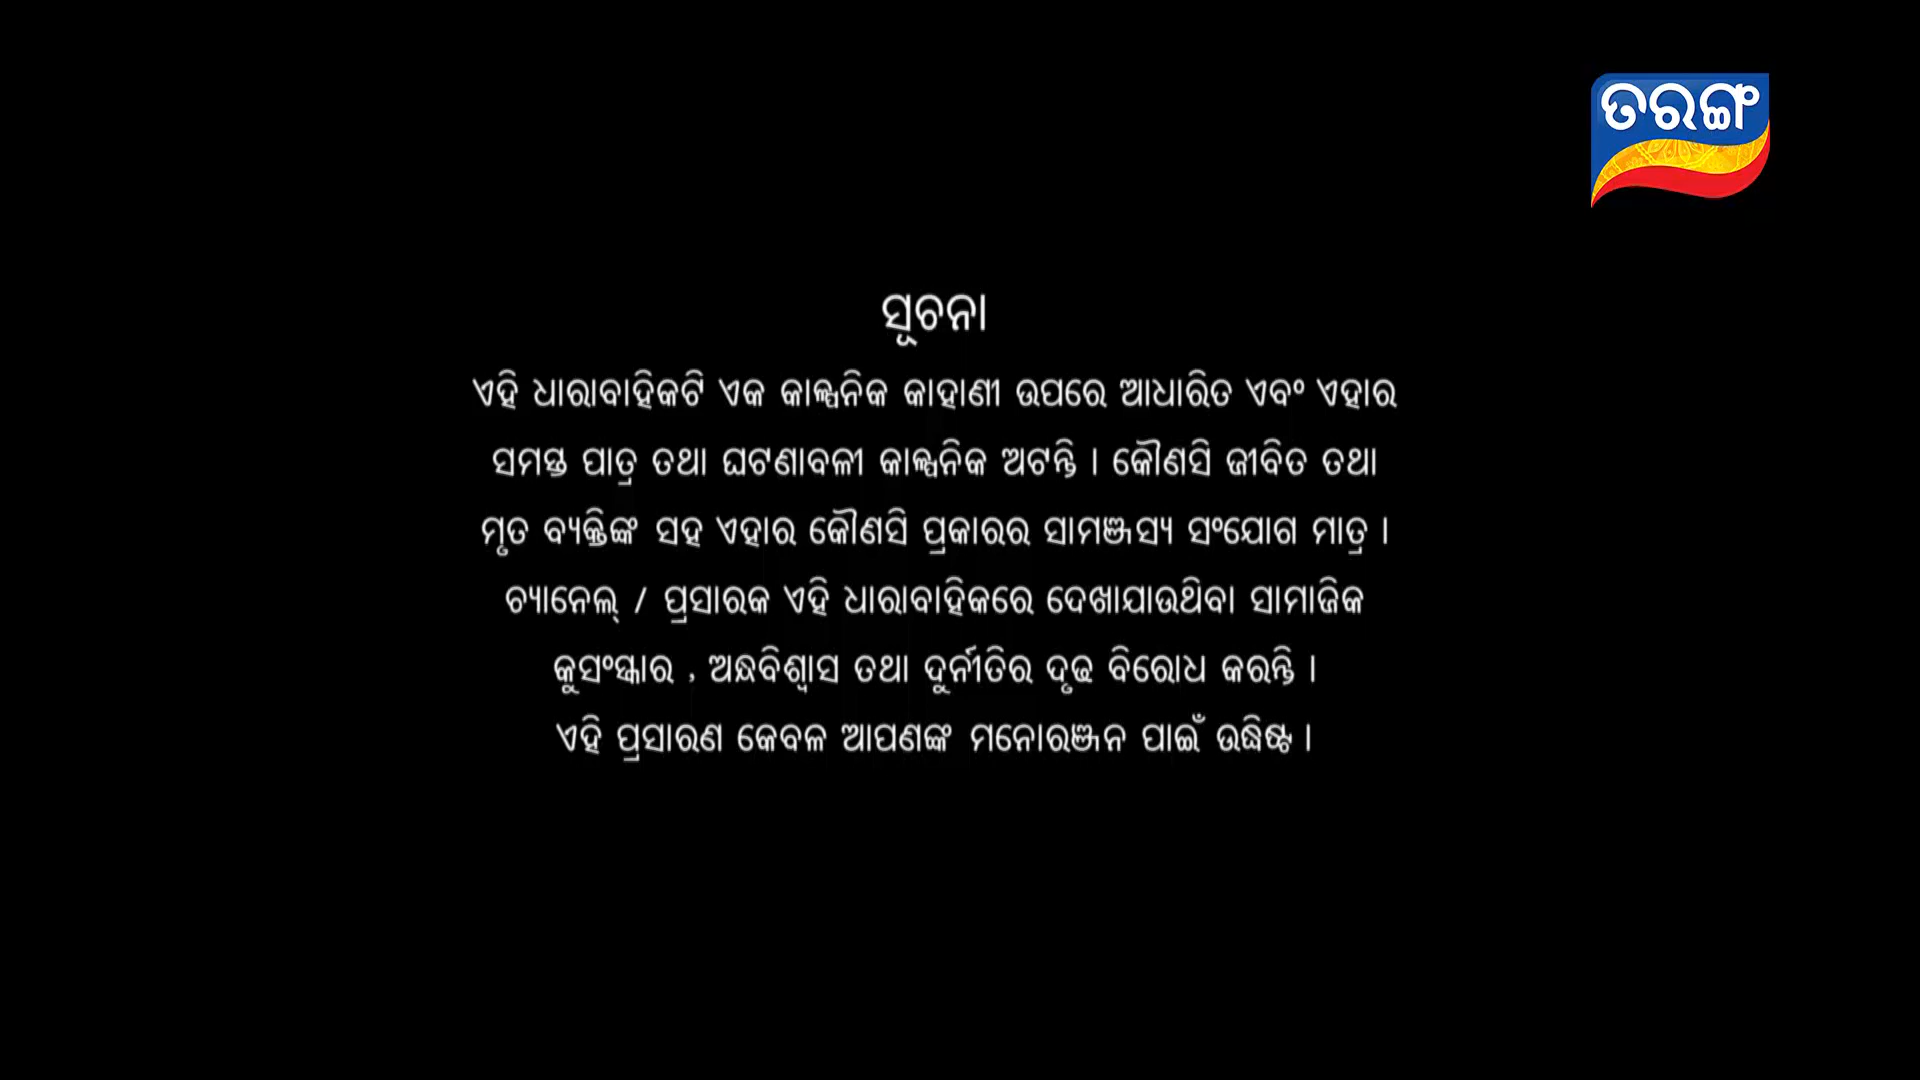 ତରଙ୍ଗ
ସୂଚନା
ଏହି ଧାରାବାହିକଟି ଏକ କାଳ୍ପନିକ କାହାଣୀ ଉପରେ ଆଧାରିତ ଏବଂ ଏହାର
ସମସ୍ତ ପାତ୍ର ତଥା ଘଟଣାବଳୀ କାଳ୍ପନିକ ଅଟନ୍ତି । କୌଣସି ଜୀବିତ ତଥା
ମୃତ ବ୍ୟକ୍ତିଙ୍କ ସହ ଏହାର କୌଣସି ପ୍ରକାରର ସାମଞ୍ଜସ୍ୟ ସଂଯୋଗ ମାତ୍ର ।
ଚ୍ୟାନେଲ୍ / ପ୍ରସାରକ ଏହି ଧାରାବାହିକରେ ଦେଖାଯାଉଥିବା ସାମାଜିକ
କୁସଂସ୍କାର , ଅନ୍ଧବିଶ୍ୱାସ ତଥା ଦୁର୍ନୀତିର ଦୃଢ ବିରୋଧ କରନ୍ତି ।
ଏହି ପ୍ରସାରଣ କେବଳ ଆପଣଙ୍କ ମନୋରଞ୍ଜନ ପାଇଁ ଉଦ୍ଧିଷ୍ଟ ।